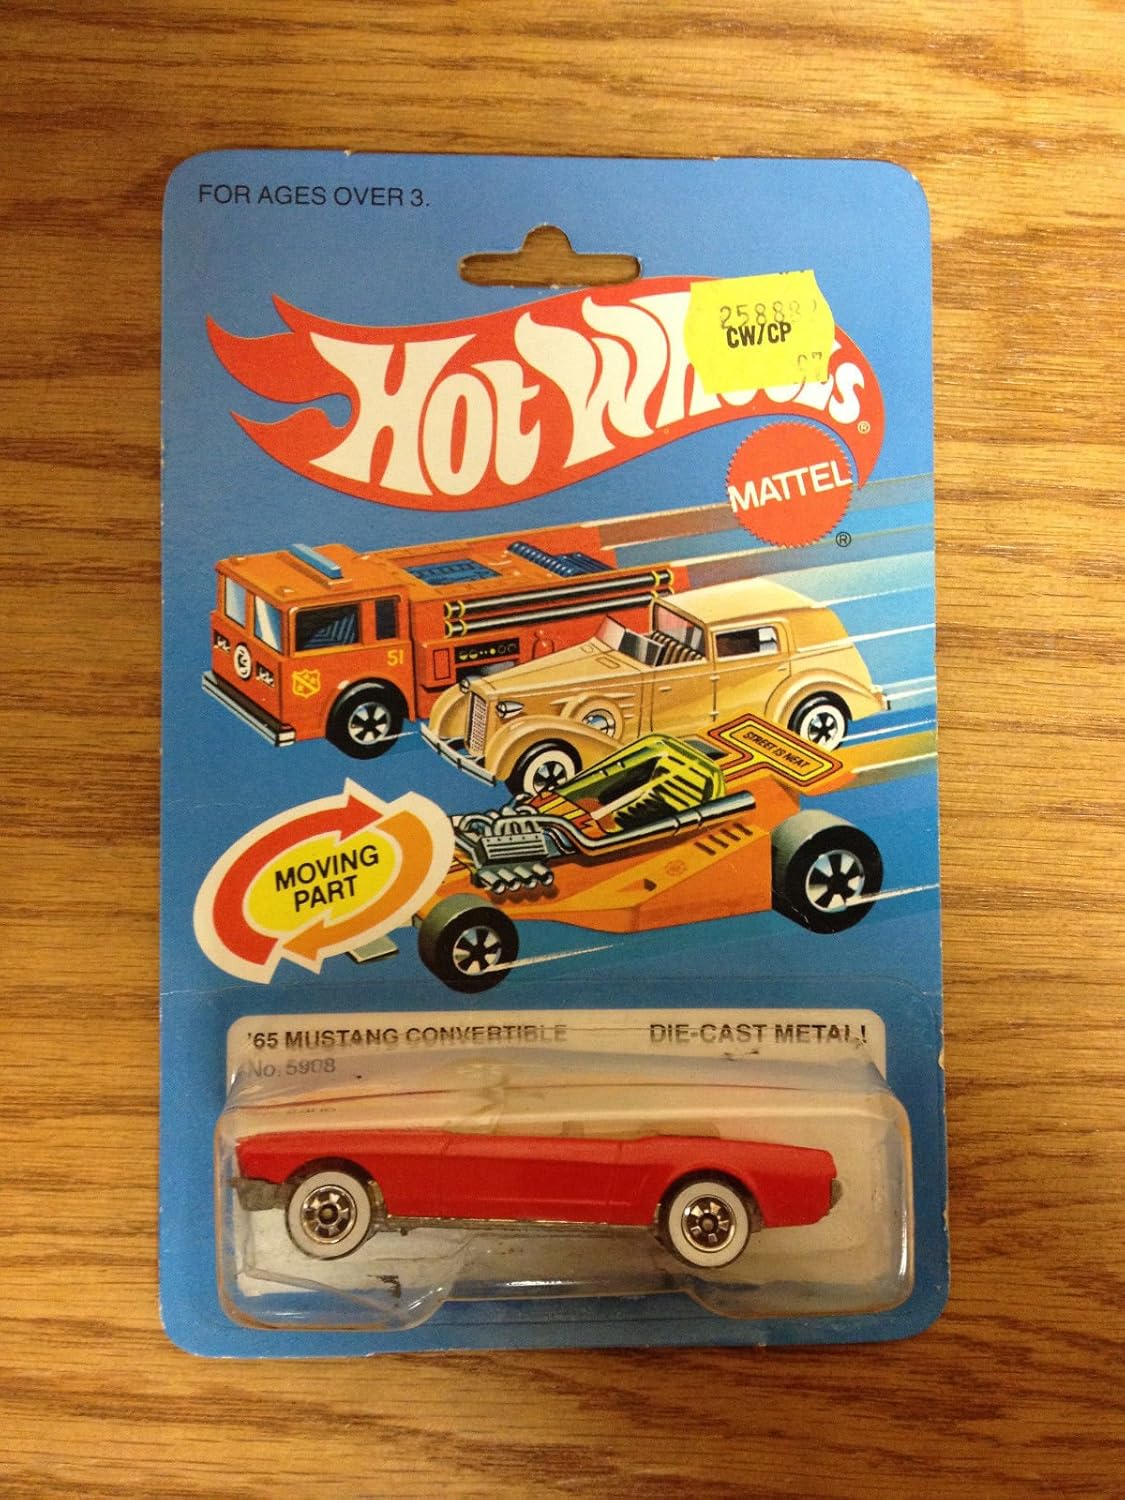 FOR AGES OVER 3.
HOT WHEELS®
CW/CP
MATTEL
®
51
STREET IS NEAT
MOVING
PART
'65 MUSTANG CONVERTIBLE DIE-CAST METAL!
No. 5908